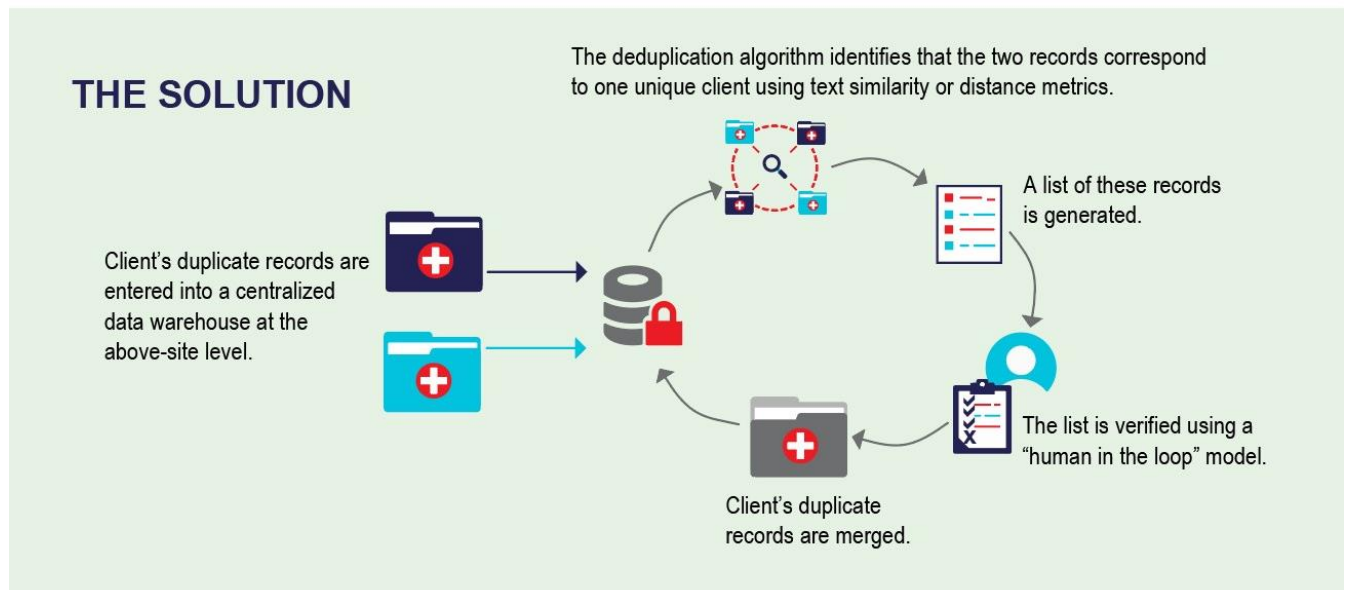 THE SOLUTION
The deduplication algorithm identifies that the two records correspond
to one unique client using text similarity or distance metrics.
Client’s duplicate records are
entered into a centralized
data warehouse at the
above-site level.
A list of these records
is generated.
The list is verified using a
“human in the loop” model.
Client’s duplicate
records are merged.